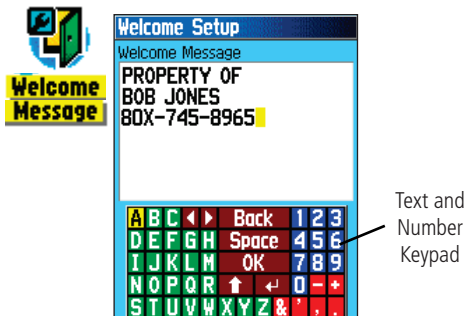 Welcome
Message
Welcome Setup
Welcome Message
PROPERTY OF
BOB JONES
80X-745-8965
A B C Back 1 2 3
D E F G H Space 4 5 6
I J K L M OK 7 8 9
N O P Q R 0 - +
S T U V W X Y Z & ' , .
Text and
Number
Keypad